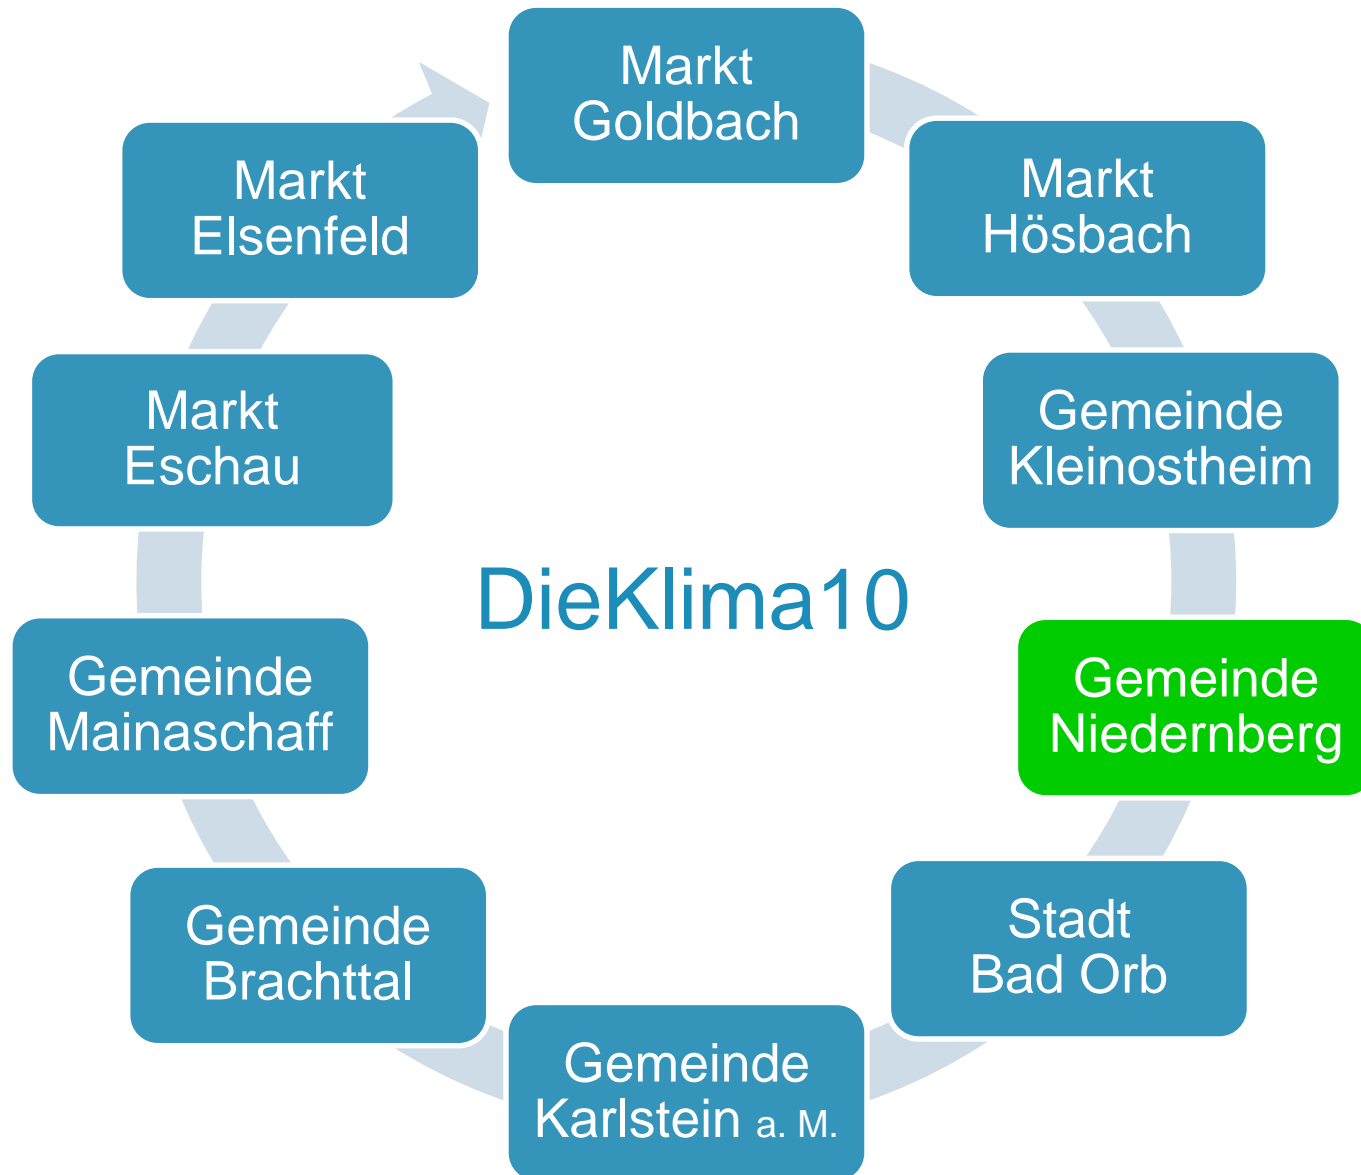 Markt
Goldbach
Markt
Hösbach
Gemeinde
Kleinostheim
Gemeinde
Niedernberg
Stadt
Bad Orb
Gemeinde
Karlstein a. M.
Gemeinde
Brachttal
Gemeinde
Mainaschaff
Markt
Eschau
Markt
Elsenfeld
DieKlima10